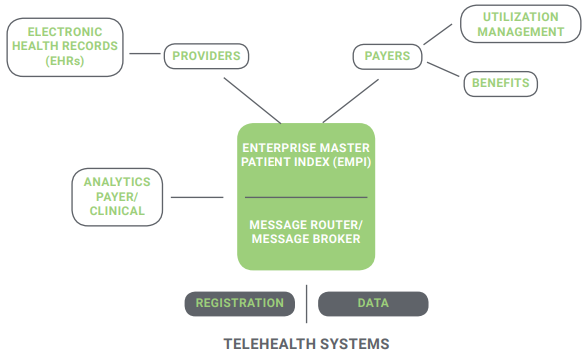 ELECTRONIC
HEALTH RECORDS
(EHRs)
PROVIDERS
PAYERS
UTILIZATION
MANAGEMENT
BENEFITS
ENTERPRISE MASTER
PATIENT INDEX (EMPI)
ANALYTICS
PAYER/
CLINICAL
MESSAGE ROUTER/
MESSAGE BROKER
REGISTRATION
DATA
TELEHEALTH SYSTEMS